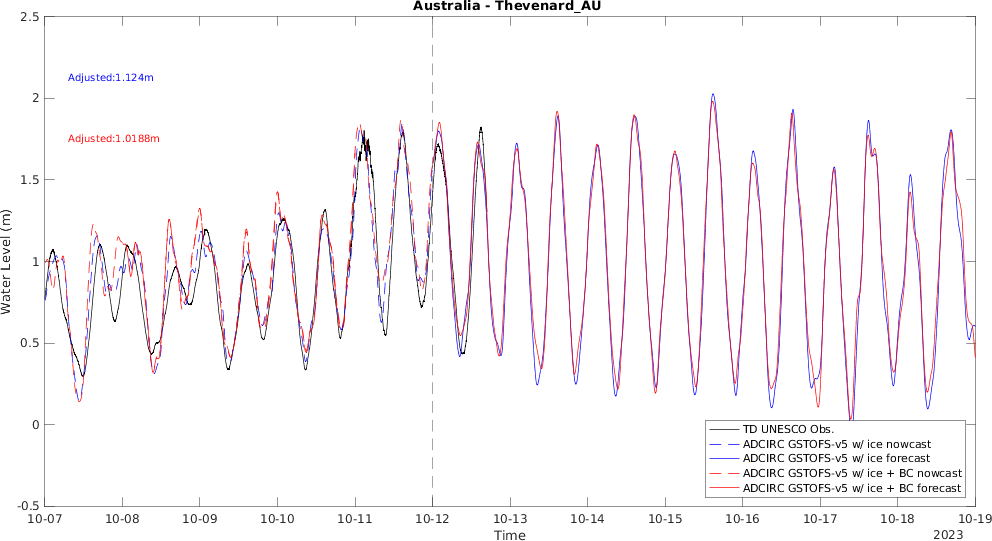 Australia - Thevenard_AU
2.5
2
1.5
1
0.5
0
-0.5
Water Level (m)
Adjusted:1.124m
Adjusted:1.0188m
TD UNESCO Obs.
ADCIRC GSTOFS-v5 w/ ice nowcast
ADCIRC GSTOFS-v5 w/ ice forecast
ADCIRC GSTOFS-v5 w/ ice + BC nowcast
ADCIRC GSTOFS-v5 w/ ice + BC forecast
10-07 10-08 10-09 10-10 10-11 10-12 10-13 10-14 10-15 10-16 10-17 10-18 10-19
Time
2023